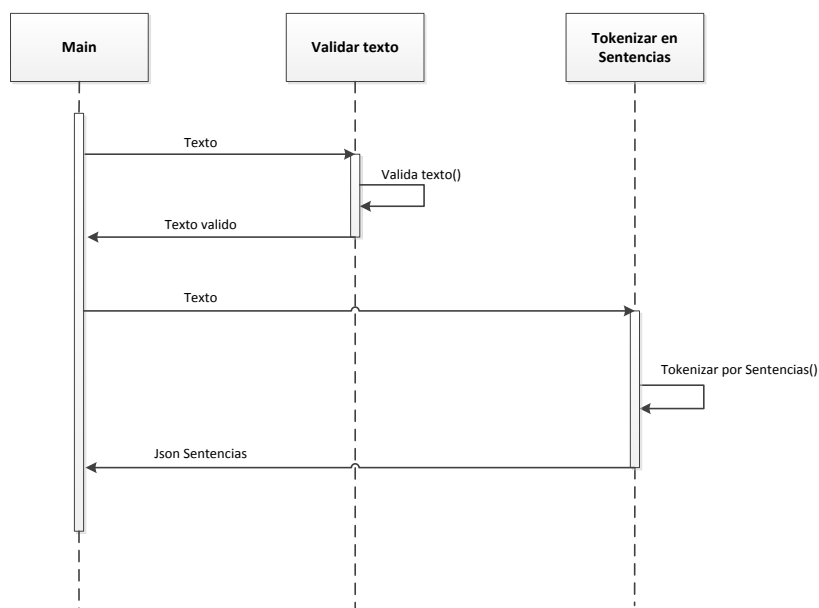 Main
Validar texto
Tokenizar en
Sentencias
Texto
Valida texto()
Texto valido
Texto
Tokenizar por Sentencias()
Json Sentencias